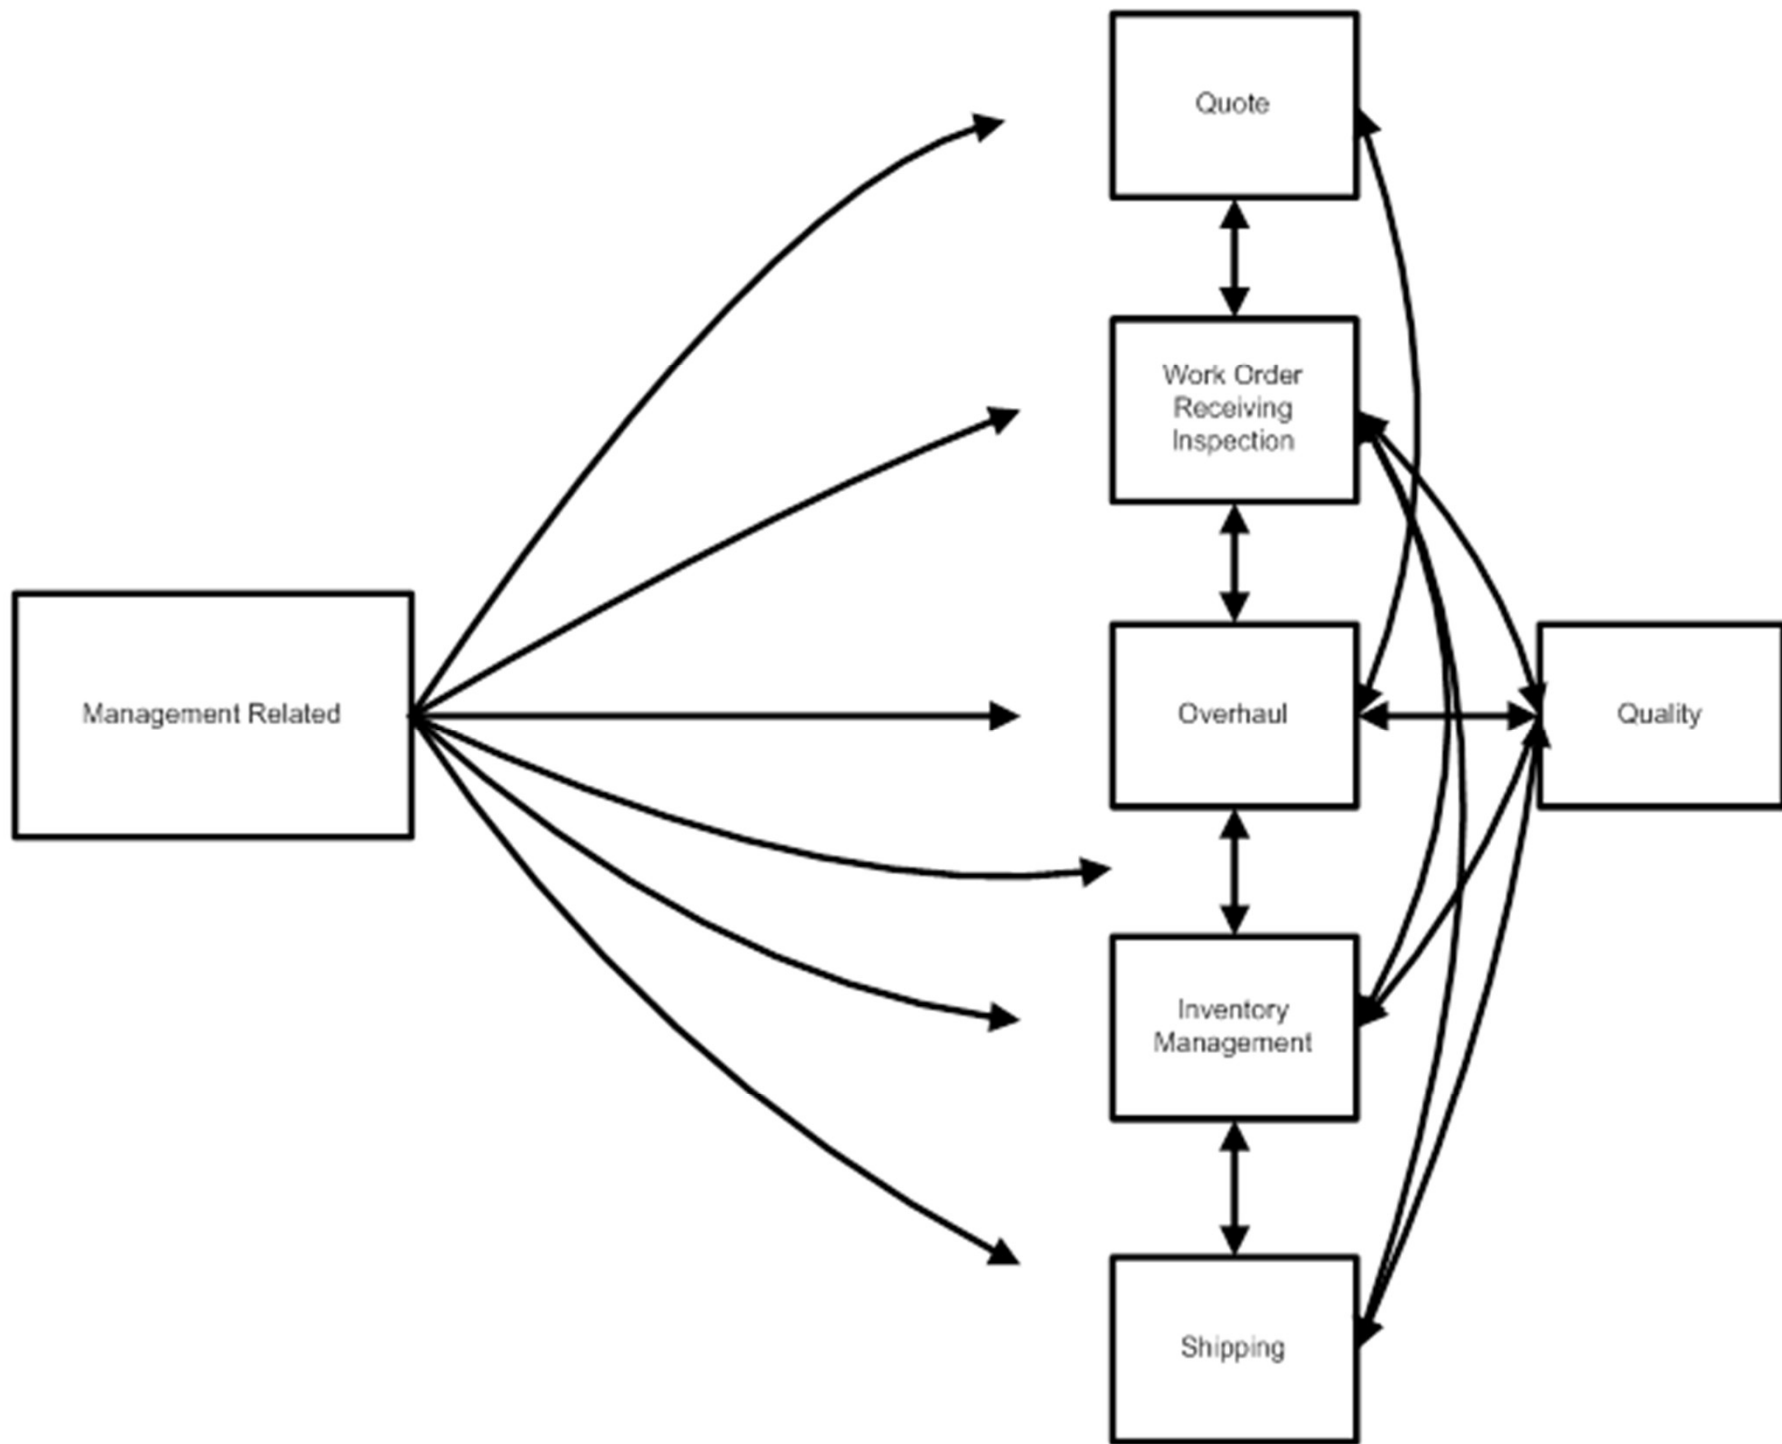 Quote
Work Order
Receiving
Inspection
Management Related
Overhaul
Quality
Inventory
Management
Shipping